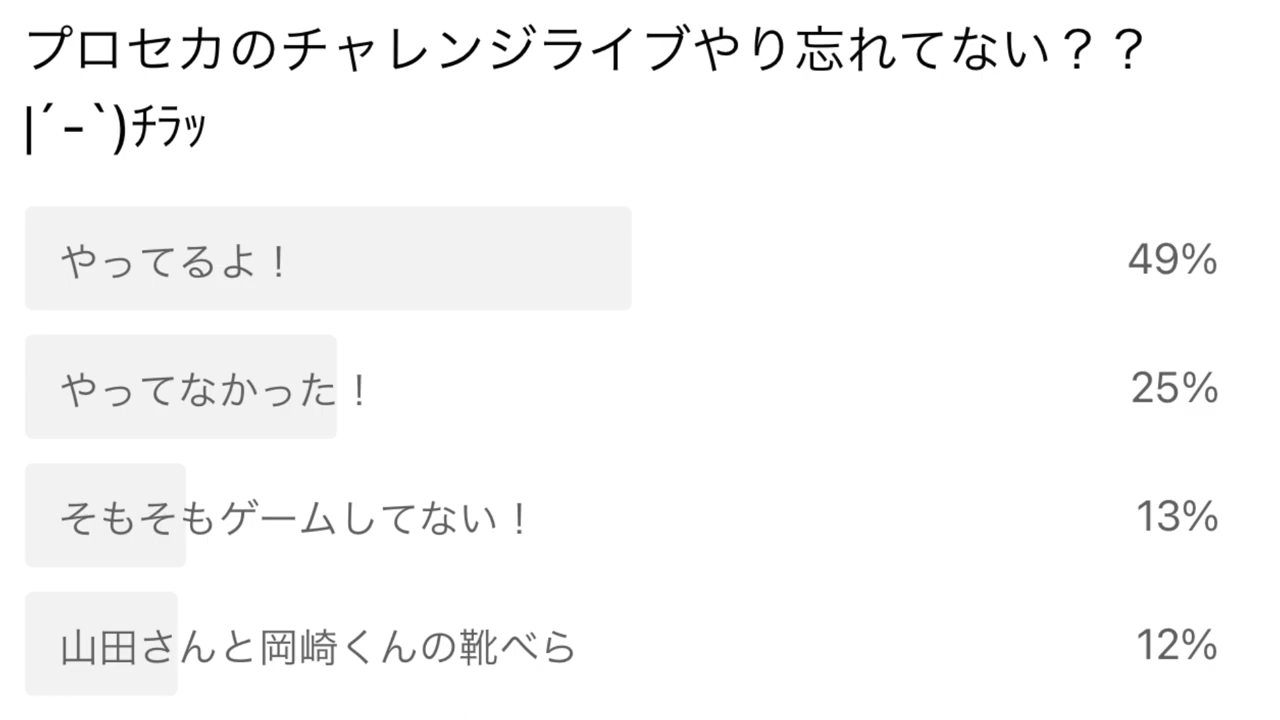 プロセカのチャレンジライブやり忘れてない？？
|´-`)ﾁﾗｯ
やってるよ！
49%
やってなかった！
25%
そもそもゲームしてない！
13%
山田さんと岡崎くんの靴べら
12%